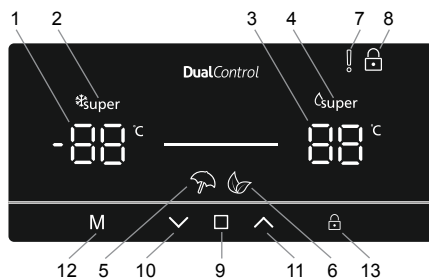 1 2 3 4 7 8
DualControl
super super
-88 °C 88 °C
M
12 5 10 9 11 6 13